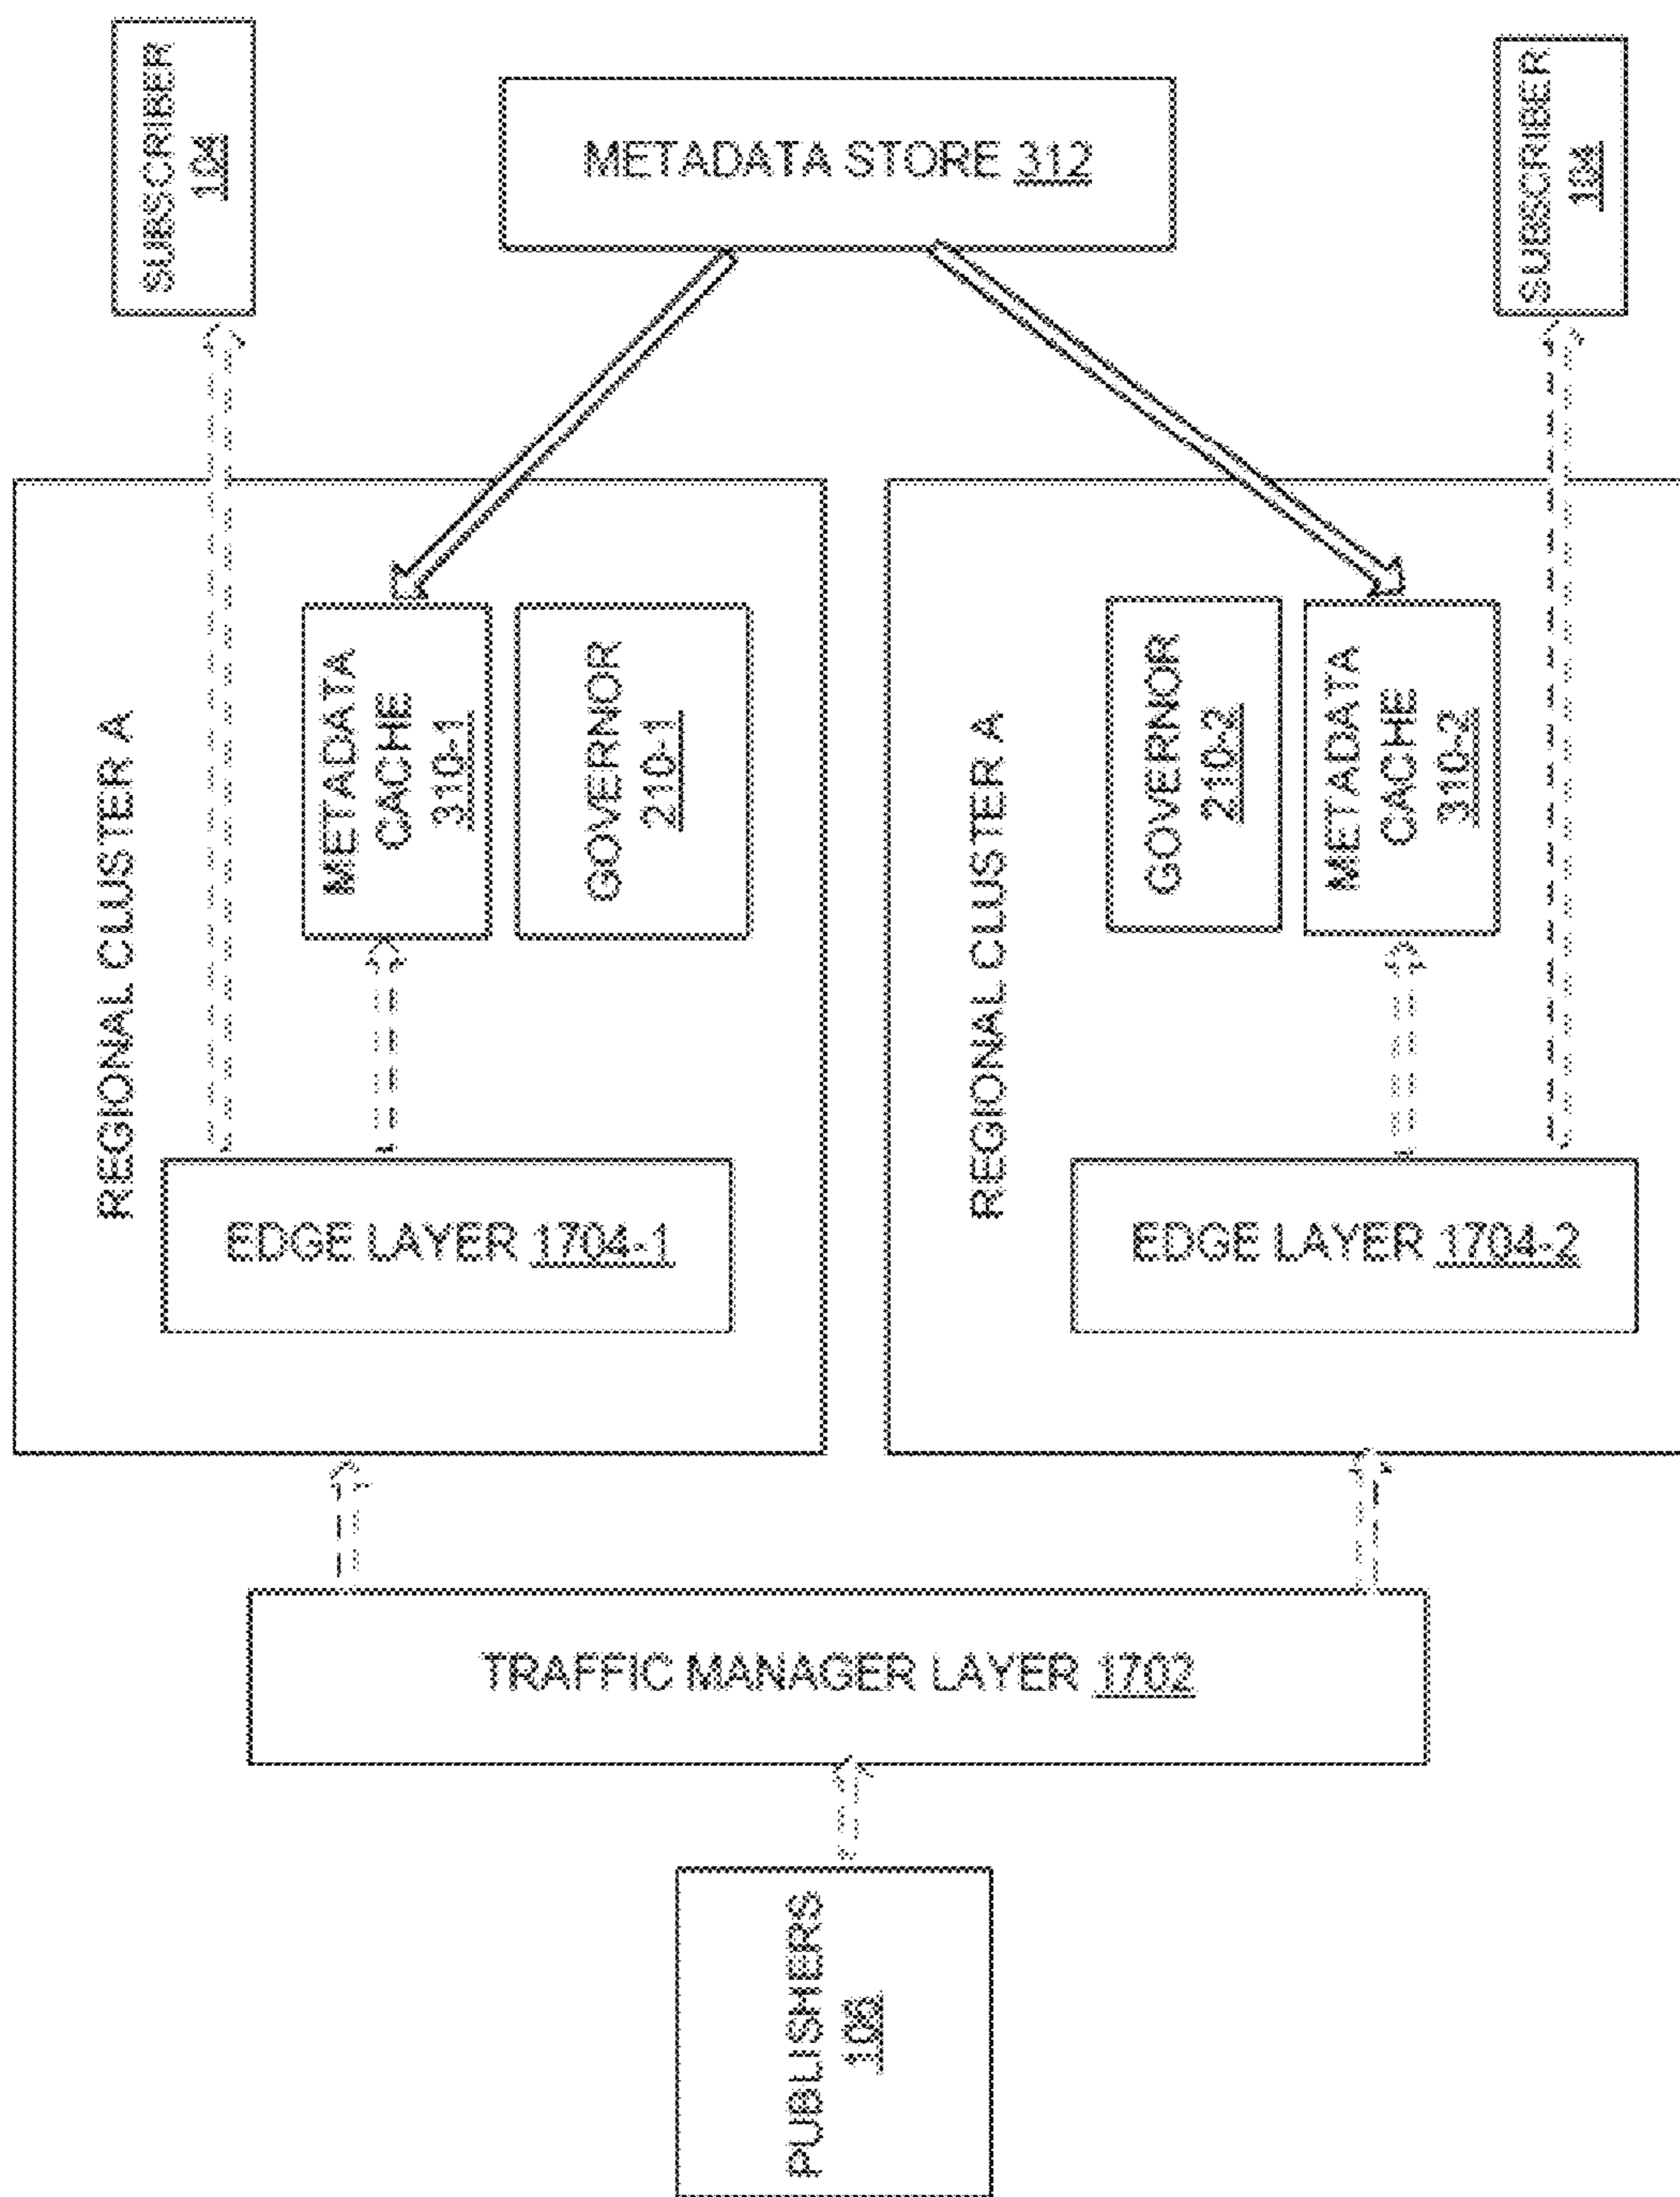 SUBSCRIBER
104
METADATA STORE 312
SUBSCRIBER
104
REGIONAL CLUSTER A
METADATA
CACHE
310-1
GOVERNOR
210-1
EDGE LAYER 1704-1
REGIONAL CLUSTER A
GOVERNOR
210-2
METADATA
CACHE
310-2
EDGE LAYER 1704-2
TRAFFIC MANAGER LAYER 1702
PUBLISHERS
106